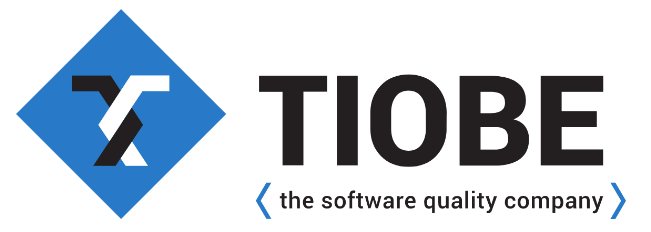 TIOBE
⟨ the software quality company ⟩